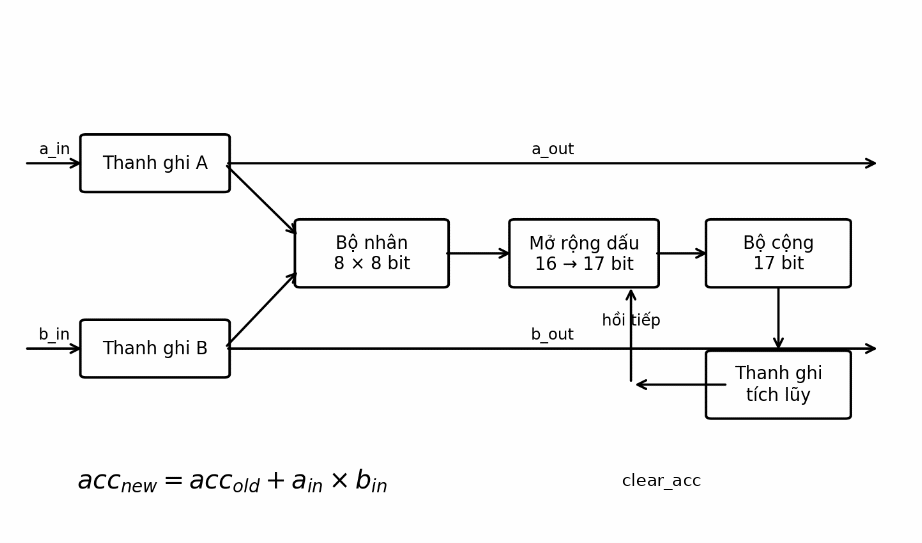 a_in
Thanh ghi A
a_out
Bộ nhân
8 × 8 bit
Mở rộng dấu
16 → 17 bit
Bộ cộng
17 bit
hồi tiếp
b_in
Thanh ghi B
b_out
Thanh ghi
tích lũy
acc_new = acc_old + a_in × b_in
clear_acc